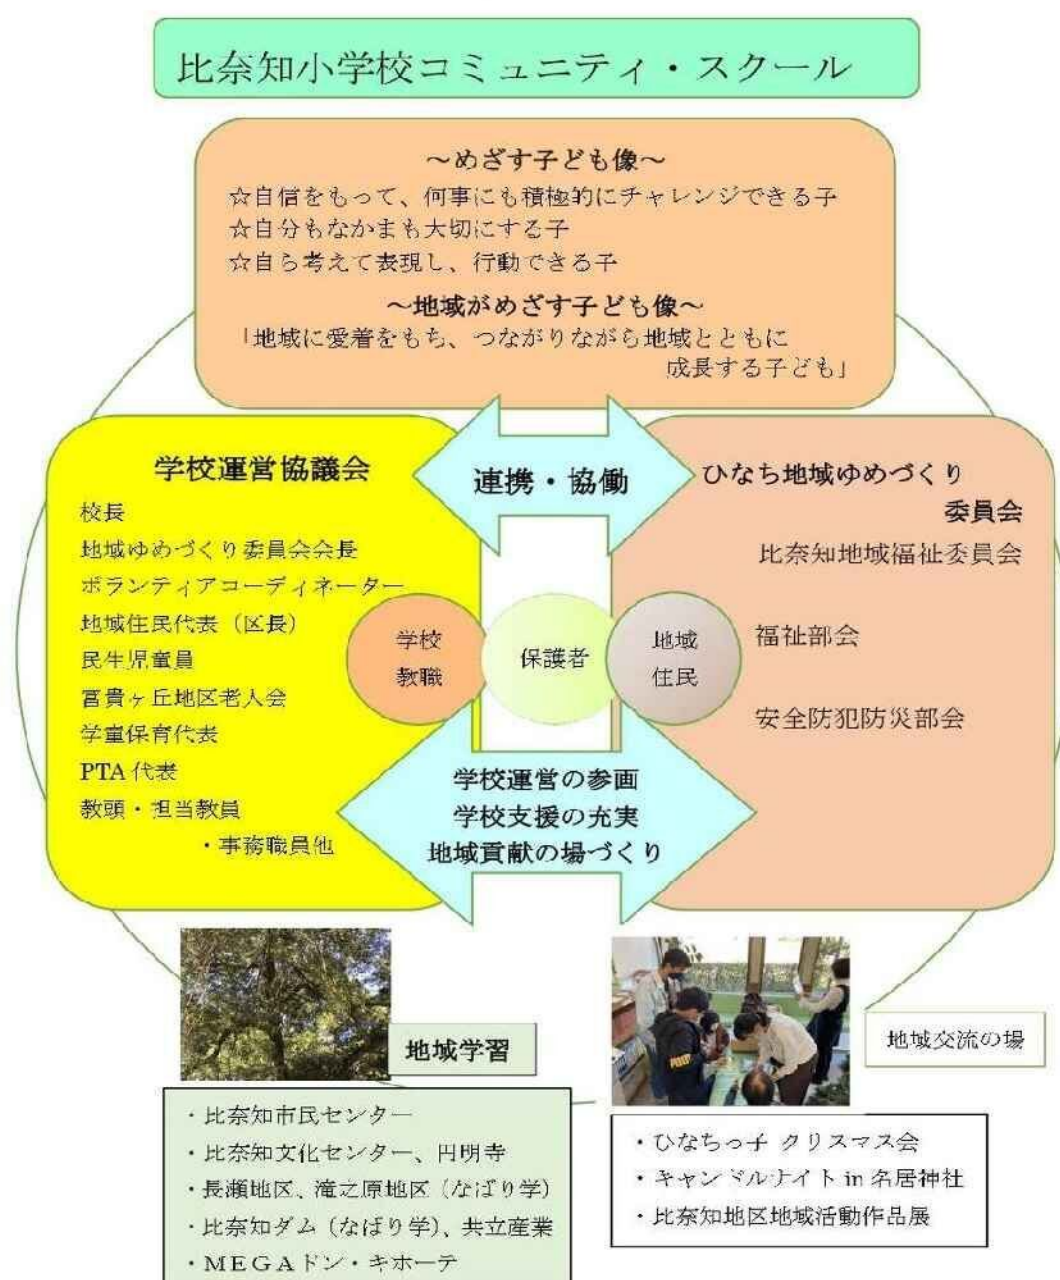 比奈知小学校コミュニティ・スクール
～めざす子ども像～
☆自信をもって、何事にも積極的にチャレンジできる子
☆自分もなかまも大切にする子
☆自ら考えて表現し、行動できる子
～地域がめざす子ども像～
「地域に愛着をもち、つながりながら地域とともに
成長する子ども」
学校運営協議会
校長
地域ゆめづくり委員会会長
ボランティアコーディネーター
地域住民代表（区長）
民生児童員
富貴ヶ丘地区老人会
学童保育代表
PTA 代表
教頭・担当教員
・事務職員他
連携・協働
ひなち地域ゆめづくり
委員会
比奈知地域福祉委員会
福祉部会
安全防犯防災部会
学校
教職
保護者
地域
住民
学校運営の参画
学校支援の充実
地域貢献の場づくり
地域学習
・比奈知市民センター
・比奈知文化センター、円明寺
・長瀬地区、滝之原地区（なばり学）
・比奈知ダム（なばり学）、共立産業
・MEGAドン・キホーテ
地域交流の場
・ひなちっ子 クリスマス会
・キャンドルナイト in 名居神社
・比奈知地区地域活動作品展